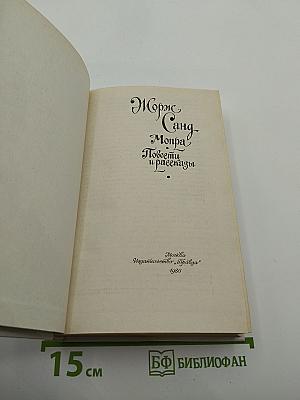 Жорж
Санд
Мопра
Повести
и рассказы
Москва
Издательство „Правда“
15 см
БФ БИБЛИОФАН